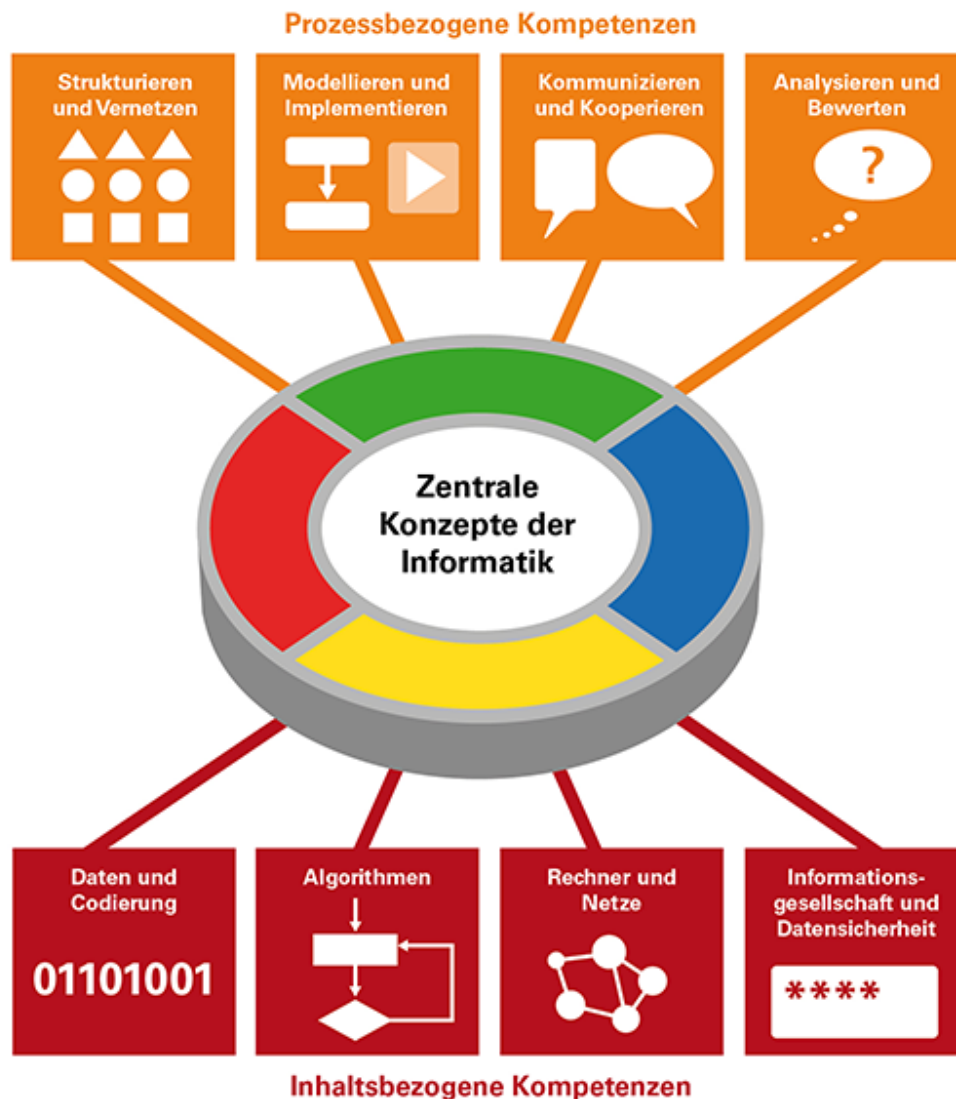 Prozessbezogene Kompetenzen
Strukturieren
und Vernetzen
Modellieren und
Implementieren
Kommunizieren
und Kooperieren
Analysieren und
Bewerten
?
Zentrale
Konzepte der
Informatik
Daten und
Codierung
01101001
Algorithmen
Rechner und
Netze
Informations-
gesellschaft und
Datensicherheit
****
Inhaltsbezogene Kompetenzen